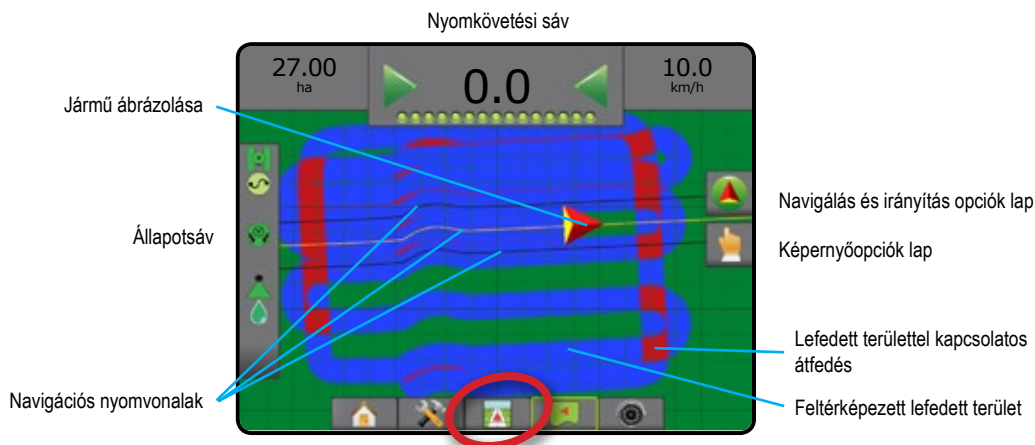 Nyomkövetési sáv
27.00
ha
0.0
10.0
km/h
Jármű ábrázolása
Állapotsáv
Navigálás és irányítás opciók lap
Képernyőopciók lap
Lefedett területtel kapcsolatos
átfedés
Navigációs nyomvonalak
Feltérképezett lefedett terület